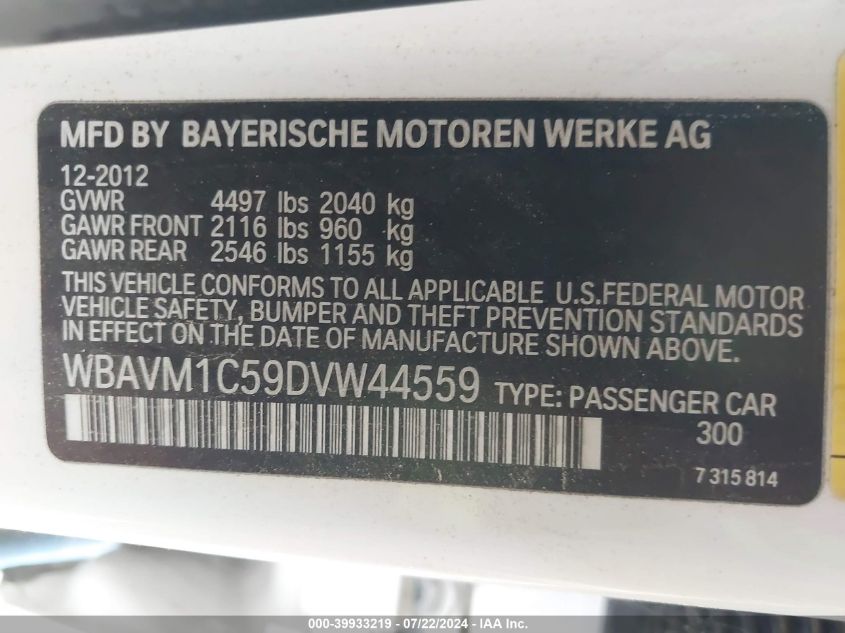 MFD BY BAYERISCHE MOTOREN WERKE AG
12-2012
GVWR 4497 lbs 2040 kg
GAWR FRONT 2116 lbs 960 kg
GAWR REAR 2546 lbs 1155 kg
THIS VEHICLE CONFORMS TO ALL APPLICABLE U.S.FEDERAL MOTOR
VEHICLE SAFETY, BUMPER AND THEFT PREVENTION STANDARDS
IN EFFECT ON THE DATE OF MANUFACTURE SHOWN ABOVE.
WBAVM1C59DVW44559 TYPE: PASSENGER CAR
300
7 315 814
000-39933219 - 07/22/2024 - IAAI.COM